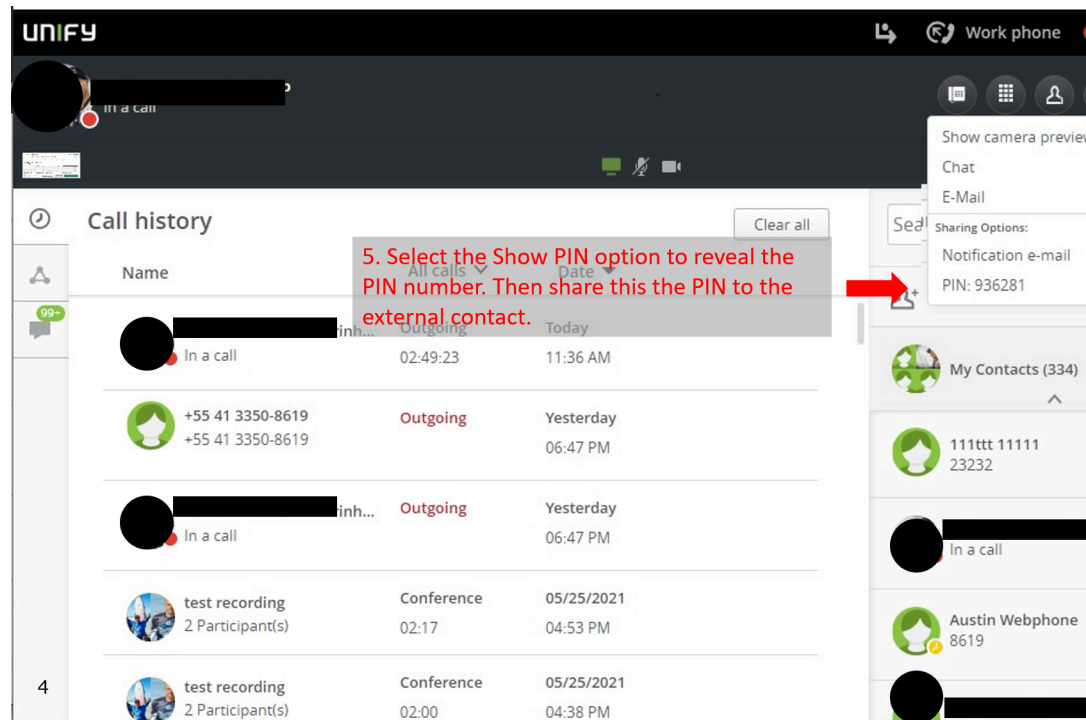 UNIFY
Work phone
In a call
Show camera preview
Chat
E-Mail
Sharing Options:
Notification e-mail
PIN: 936281
Call history
Clear all
Name
All calls
Date
5. Select the Show PIN option to reveal the
PIN number. Then share this the PIN to the
external contact.
99+
inh... Outgoing Today
In a call 02:49:23 11:36 AM
+55 41 3350-8619 Outgoing Yesterday
+55 41 3350-8619 06:47 PM
inh... Outgoing Yesterday
In a call 06:47 PM
test recording Conference 05/25/2021
2 Participant(s) 02:17 04:53 PM
test recording Conference 05/25/2021
2 Participant(s) 02:00 04:38 PM
My Contacts (334)
111ttt 11111
23232
In a call
Austin Webphone
8619
4